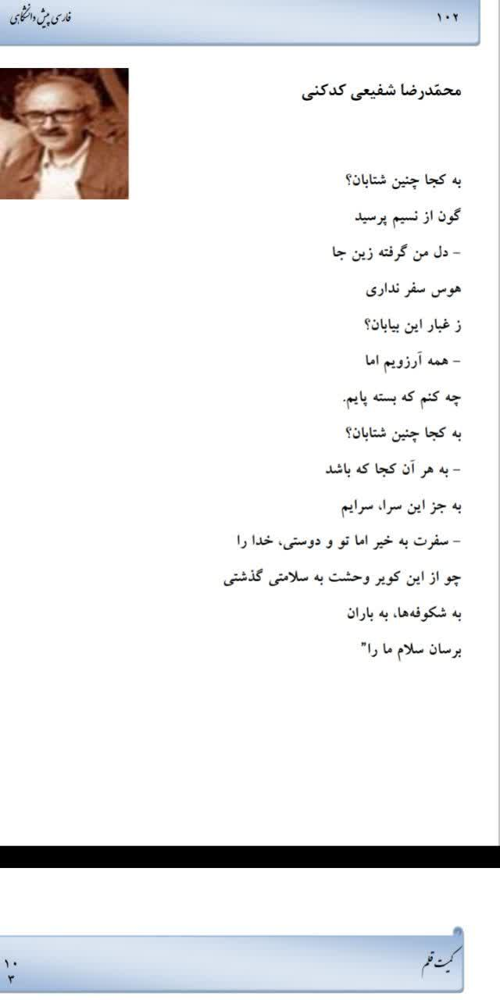 ۱۰۲
فارسی پیش دانشگاهی
محمّدرضا شفیعی کدکنی
به کجا چنین شتابان؟
گون از نسیم پرسید
- دل من گرفته زین جا
هوس سفر نداری
ز غبار این بیابان؟
- همه آرزویم اما
چه کنم که بسته پایم.
به کجا چنین شتابان؟
- به هر آن کجا که باشد
به جز این سرا، سرایم
- سفرت به خیر اما تو و دوستی، خدا را
چو از این کویر وحشت به سلامتی گذشتی
به شکوفه‌ها، به باران
برسان سلام ما را"
کمیت قلم
۱۰
۳